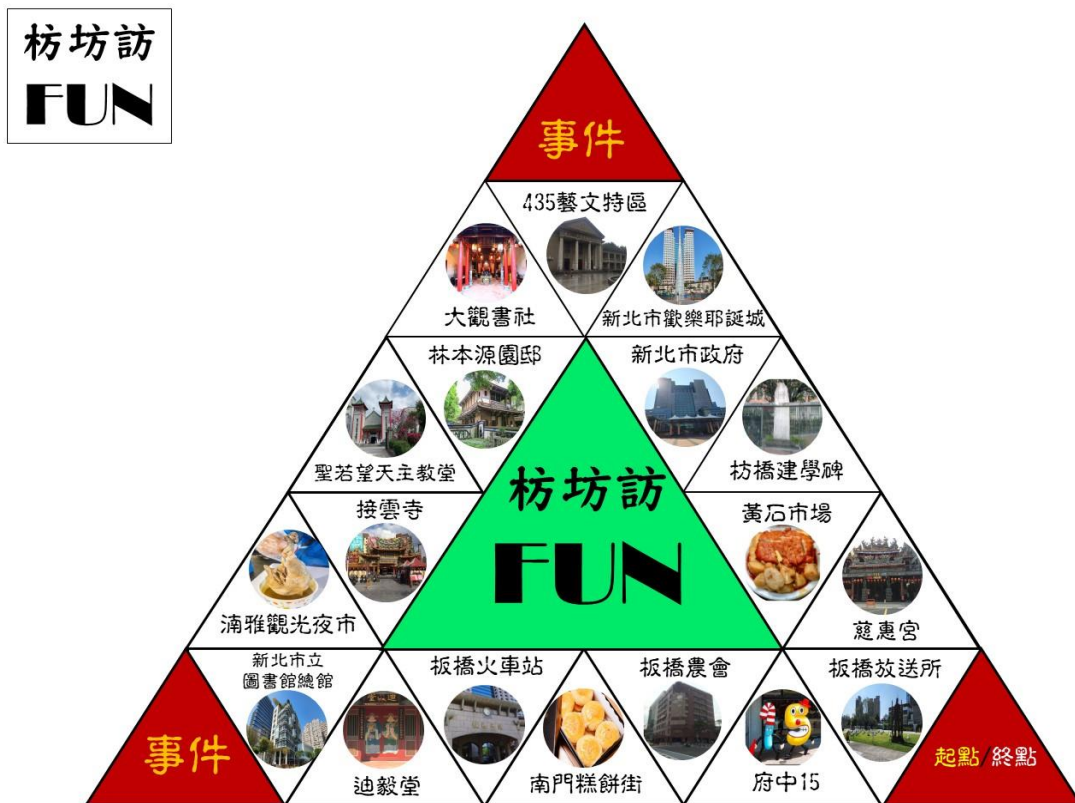 枋坊訪
FUN
事件
435藝文特區
大觀書社
新北市歡樂耶誕城
林本源園邸
新北市政府
聖若望天主教堂
枋橋建學碑
枋坊訪
FUN
接雲寺
黃石市場
湳雅觀光夜市
慈惠宮
新北市立
圖書館總館
板橋火車站
板橋農會
板橋放送所
事件
迪毅堂
南門糕餅街
府中15
起點/終點